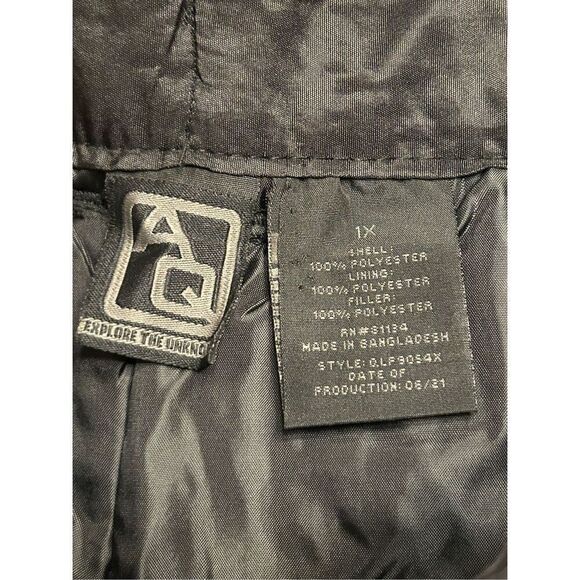 AQ
EXPLORE THE UNKNO
1X
SHELL:
100% POLYESTER
LINING:
100% POLYESTER
FILLER:
100% POLYESTER
RN#81134
MADE IN BANGLADESH
STYLE: QLF9054X
DATE OF
PRODUCTION: 06/21